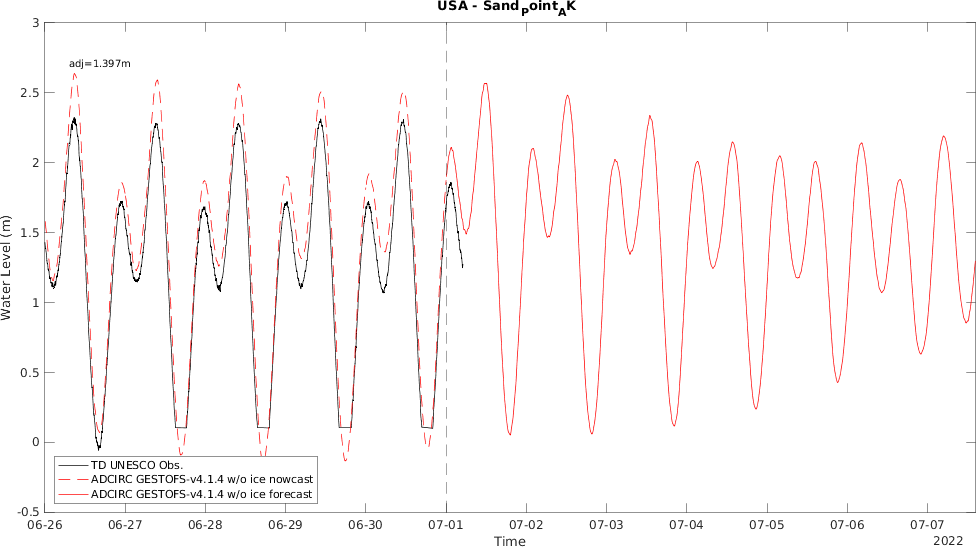 USA - Sand_Point_AK
adj=1.397m
Water Level (m)
3
2.5
2
1.5
1
0.5
0
-0.5
TD UNESCO Obs.
ADCIRC GESTOFS-v4.1.4 w/o ice nowcast
ADCIRC GESTOFS-v4.1.4 w/o ice forecast
06-26 06-27 06-28 06-29 06-30 07-01 07-02 07-03 07-04 07-05 07-06 07-07
Time
2022